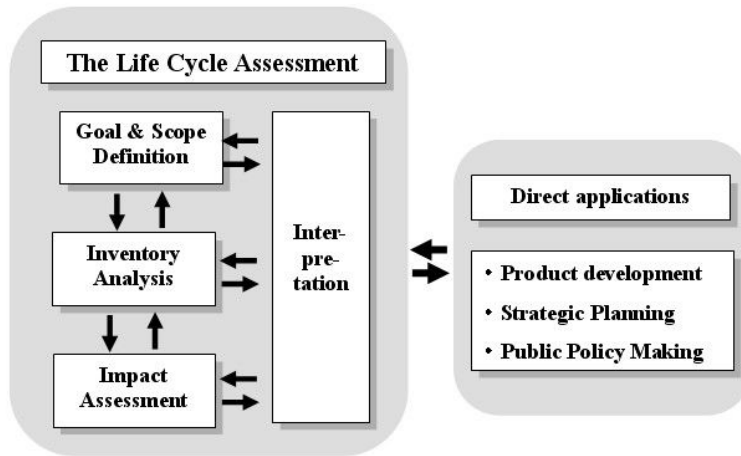 The Life Cycle Assessment
Goal & Scope
Definition
Inventory
Analysis
Impact
Assessment
Inter-
pre-
tation
Direct applications
• Product development
• Strategic Planning
• Public Policy Making